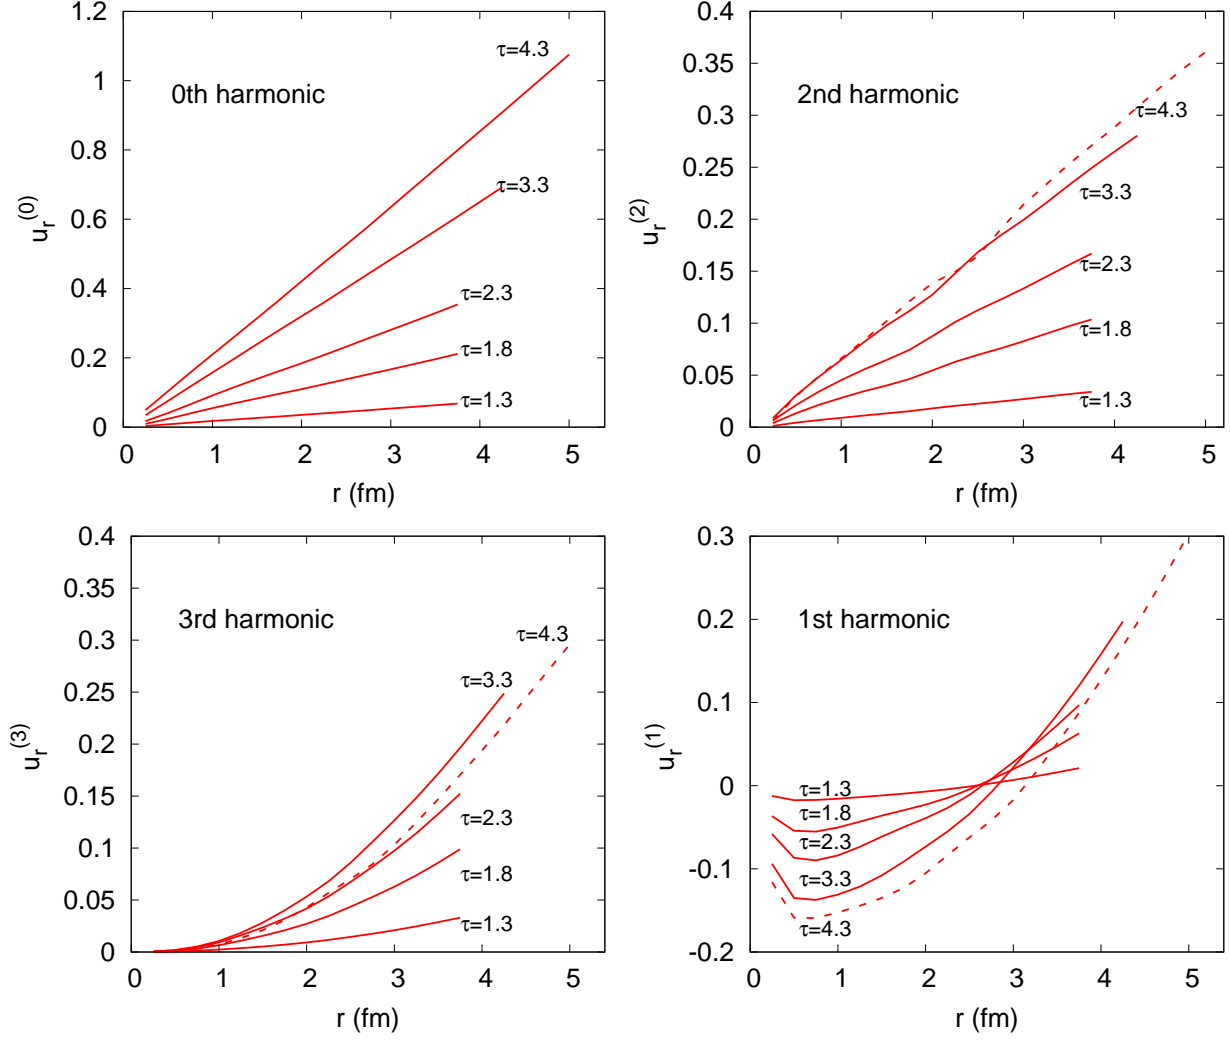 1.2
1
0.8
0.6
0.4
0.2
0
0 1 2 3 4 5
r (fm)
u_r^(0)
0th harmonic
τ=4.3
τ=3.3
τ=2.3
τ=1.8
τ=1.3
0.4
0.35
0.3
0.25
0.2
0.15
0.1
0.05
0
0 1 2 3 4 5
r (fm)
u_r^(2)
2nd harmonic
τ=4.3
τ=3.3
τ=2.3
τ=1.8
τ=1.3
0.4
0.35
0.3
0.25
0.2
0.15
0.1
0.05
0
0 1 2 3 4 5
r (fm)
u_r^(3)
3rd harmonic
τ=4.3
τ=3.3
τ=2.3
τ=1.8
τ=1.3
0.3
0.2
0.1
0
-0.1
-0.2
0 1 2 3 4 5
r (fm)
u_r^(1)
1st harmonic
τ=1.3
τ=1.8
τ=2.3
τ=3.3
τ=4.3